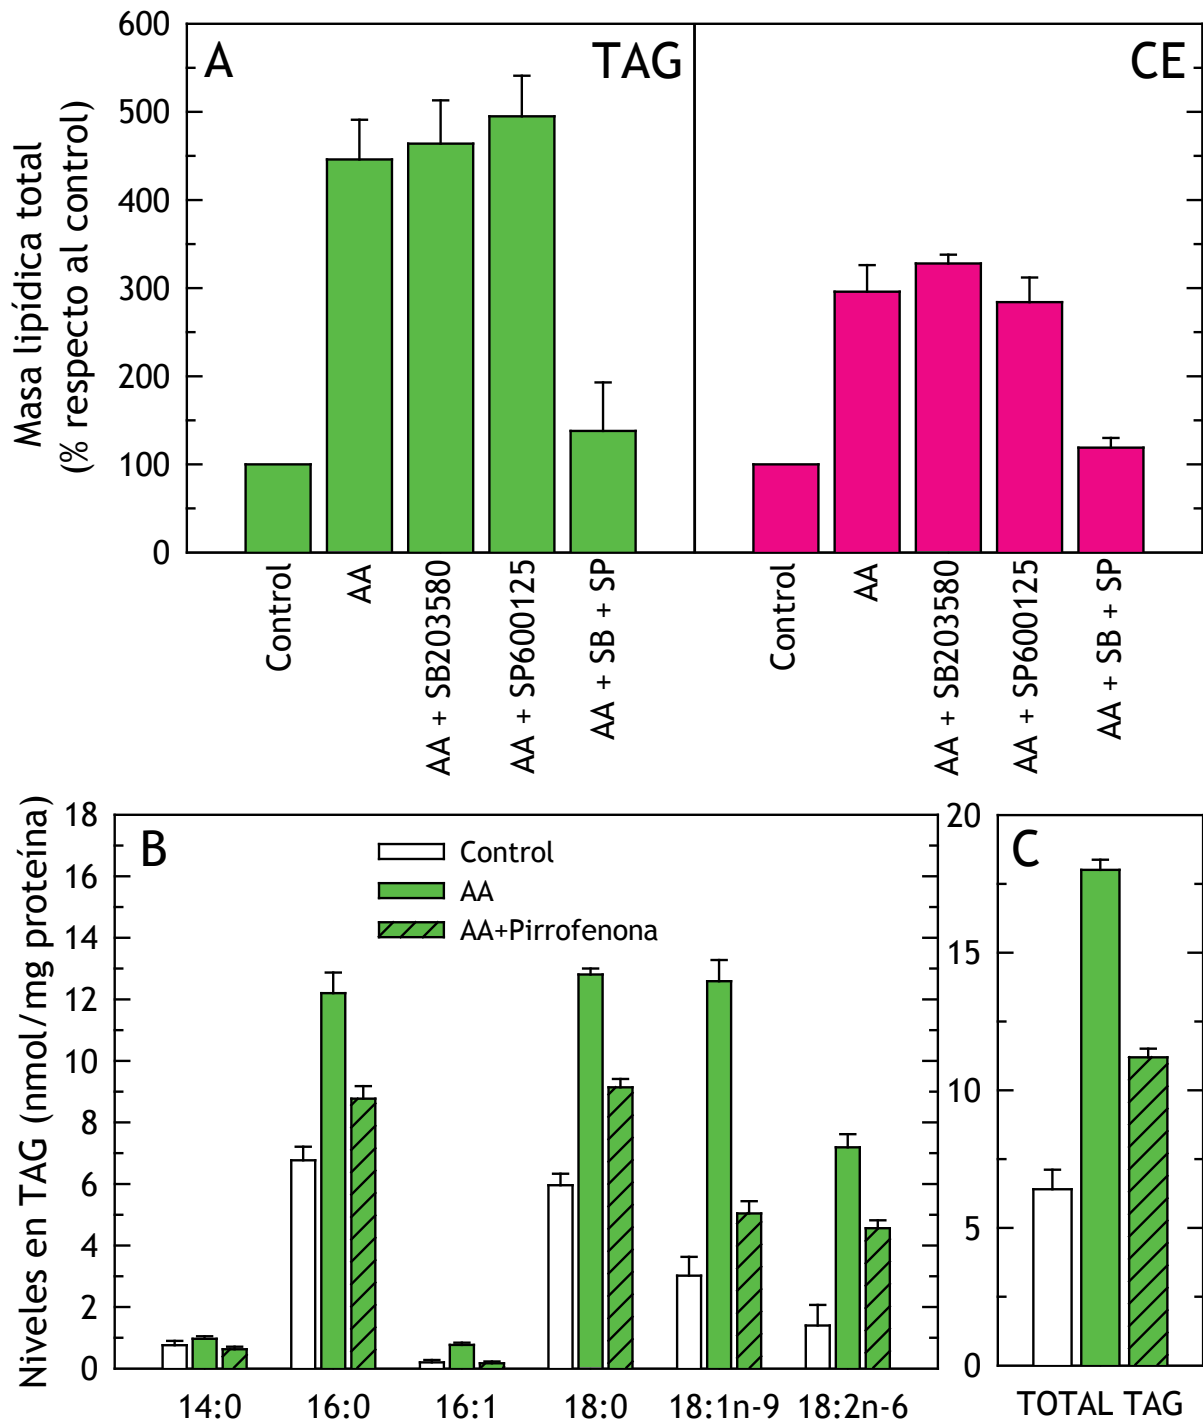 Masa lipídica total
(% respecto al control)
600
500
400
300
200
100
0
A
TAG
CE
Control
AA
AA + SB203580
AA + SP600125
AA + SB + SP
Control
AA
AA + SB203580
AA + SP600125
AA + SB + SP
Niveles en TAG (nmol/mg proteína)
18
16
14
12
10
8
6
4
2
0
B
Control
AA
AA+Pirrofenona
14:0
16:0
16:1
18:0
18:1n-9
18:2n-6
20
15
10
5
0
C
TOTAL TAG